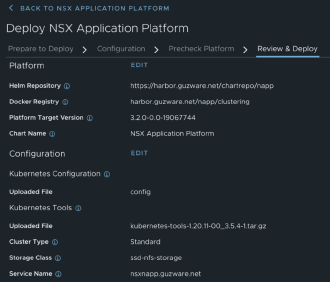 BACK TO NSX APPLICATION PLATFORM
Deploy NSX Application Platform
Prepare to Deploy > Configuration > Precheck Platform > Review & Deploy
Platform EDIT
Helm Repository https://harbor.guzware.net/chartrepo/napp
Docker Registry harbor.guzware.net/napp/clustering
Platform Target Version 3.2.0-0.0-19067744
Chart Name NSX Application Platform
Configuration EDIT
Kubernetes Configuration
Uploaded File config
Kubernetes Tools
Uploaded File kubernetes-tools-1.20.11-00_3.5.4-1.tar.gz
Cluster Type Standard
Storage Class ssd-nfs-storage
Service Name nsxnapp.guzware.net